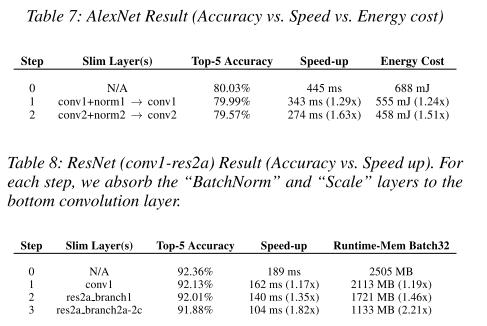 Table 7: AlexNet Result (Accuracy vs. Speed vs. Energy cost)
Step Slim Layer(s) Top-5 Accuracy Speed-up Energy Cost
0 N/A 80.03% 445 ms 688 mJ
1 conv1+norm1 → conv1 79.99% 343 ms (1.29x) 555 mJ (1.24x)
2 conv2+norm2 → conv2 79.57% 274 ms (1.63x) 458 mJ (1.51x)
Table 8: ResNet (conv1-res2a) Result (Accuracy vs. Speed up). For
each step, we absorb the “BatchNorm” and “Scale” layers to the
bottom convolution layer.
Step Slim Layer(s) Top-5 Accuracy Speed-up Runtime-Mem Batch32
0 N/A 92.36% 189 ms 2505 MB
1 conv1 92.13% 162 ms (1.17x) 2113 MB (1.19x)
2 res2a_branch1 92.01% 140 ms (1.35x) 1721 MB (1.46x)
3 res2a_branch2a-2c 91.88% 104 ms (1.82x) 1133 MB (2.21x)